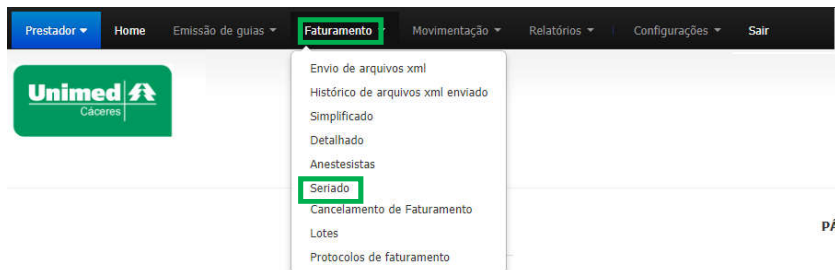 Prestador Home Emissão de guias Faturamento Movimentação Relatórios Configurações Sair
Envio de arquivos xml
Histórico de arquivos xml enviado
Simplificado
Detalhado
Anestesistas
Seriado
Cancelamento de Faturamento
Lotes
Protocolos de faturamento
Unimed
Cáceres
PÁ